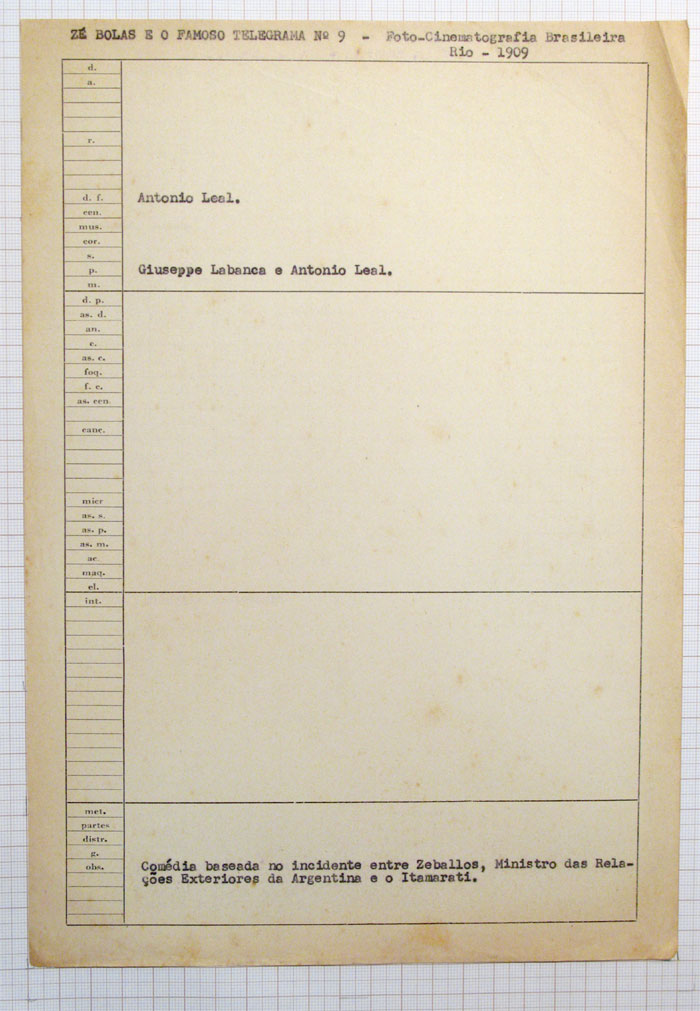 ZÉ BOLAS E O FAMOSO TELEGRAMA Nº 9 - Foto-Cinematografia Brasileira
Rio - 1909
d.
a.
r.
d. f.
Antonio Leal.
cen.
mus.
cor.
s.
p.
Giuseppe Labanca e Antonio Leal.
m.
d. p.
as. d.
an.
c.
as. c.
foq.
f. c.
as. cen.
canc.
micr
as. s.
as. p.
as. m.
ac
maq.
el.
int.
met.
partes
distr.
g.
obs.
Comédia baseada no incidente entre Zeballos, Ministro das Rela-
ções Exteriores da Argentina e o Itamarati.